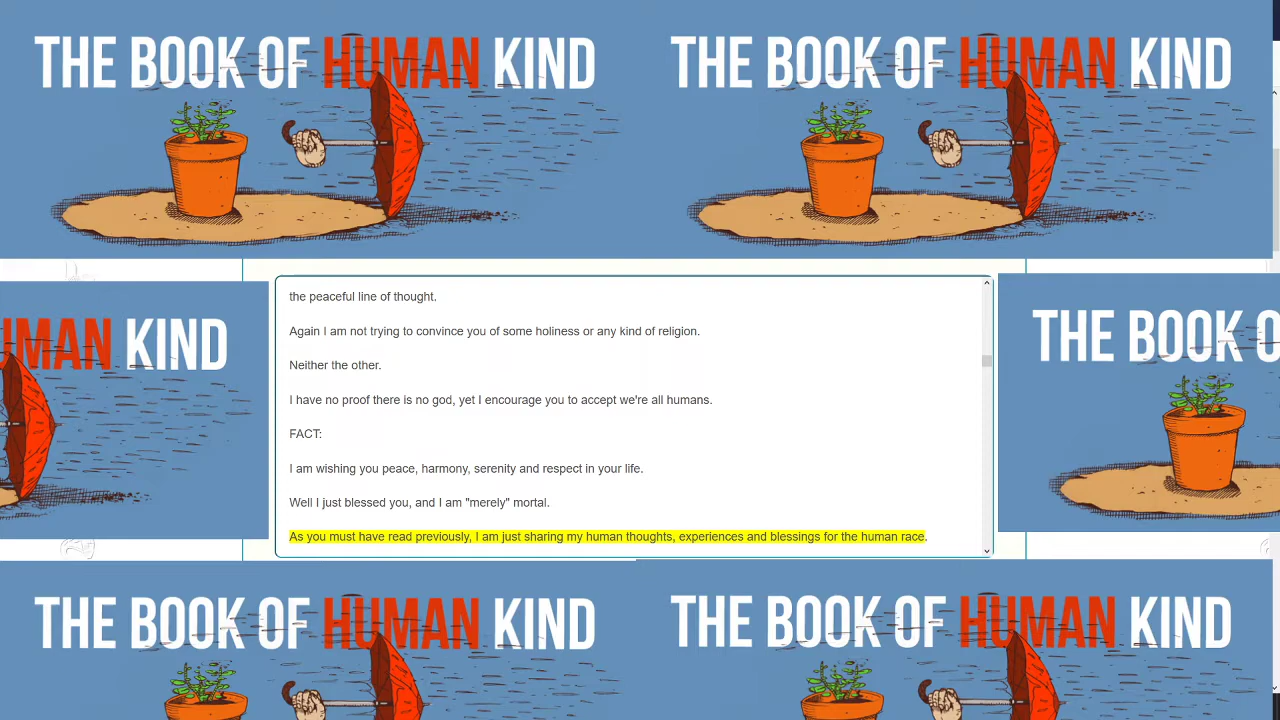 THE BOOK OF HUMAN KIND
THE BOOK OF HUMAN KIND
the peaceful line of thought.
Again I am not trying to convince you of some holiness or any kind of religion.
UMAN KIND
THE BOOK O
Neither the other.
I have no proof there is no god, yet I encourage you to accept we're all humans.
FACT:
I am wishing you peace, harmony, serenity and respect in your life.
Well I just blessed you, and I am "merely" mortal.
As you must have read previously, I am just sharing my human thoughts, experiences and blessings for the human race.
THE BOOK OF HUMAN KIND
THE BOOK OF HUMAN KIND